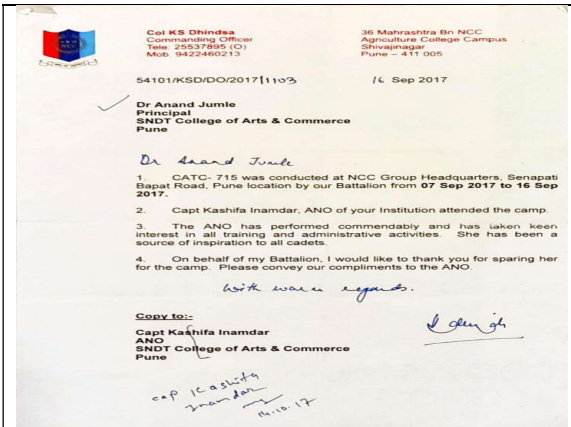 NCC
Col KS Dhindsa
Commanding Officer
Tele: 25537895 (O)
Mob. 9422460213
36 Mahrashtra Bn NCC
Agriculture College Campus
Shivajinagar
Pune – 411 005
54101/KSD/DO/2017/1103
16 Sep 2017
Dr Anand Jumle
Principal
SNDT College of Arts & Commerce
Pune
Dr Anand Jumle
1. CATC- 715 was conducted at NCC Group Headquarters, Senapati
Bapat Road, Pune location by our Battalion from 07 Sep 2017 to 16 Sep
2017.
2. Capt Kashifa Inamdar, ANO of your Institution attended the camp.
3. The ANO has performed commendably and has taken keen
interest in all training and administrative activities. She has been a
source of inspiration to all cadets.
4. On behalf of my Battalion, I would like to thank you for sparing her
for the camp. Please convey our compliments to the ANO.
With warm regards.
Copy to:-
Capt Kashifa Inamdar
ANO
SNDT College of Arts & Commerce
Pune
cap Kashifa
Inamdar
14.10.17